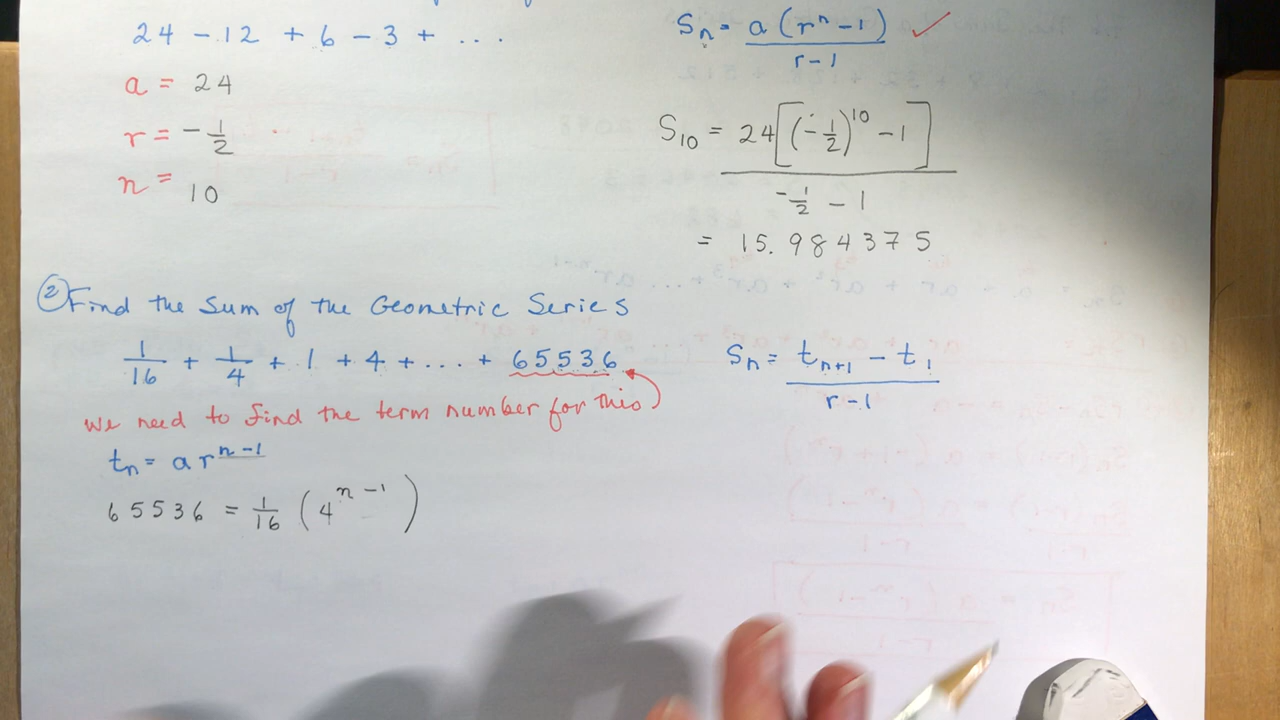 24 - 12 + 6 - 3 + ...
a = 24
r = -1/2
n = 10
Sn = a(r^n - 1) / r - 1 ✓
S10 = 24[(-1/2)^10 - 1] / -1/2 - 1
= 15.984375
② Find the Sum of the Geometric Series
1/16 + 1/4 + 1 + 4 + ... + 65536
we need to find the term number for this
tn = ar^n-1
65536 = 1/16 (4^n-1)
Sn = tn+1 - t1 / r - 1